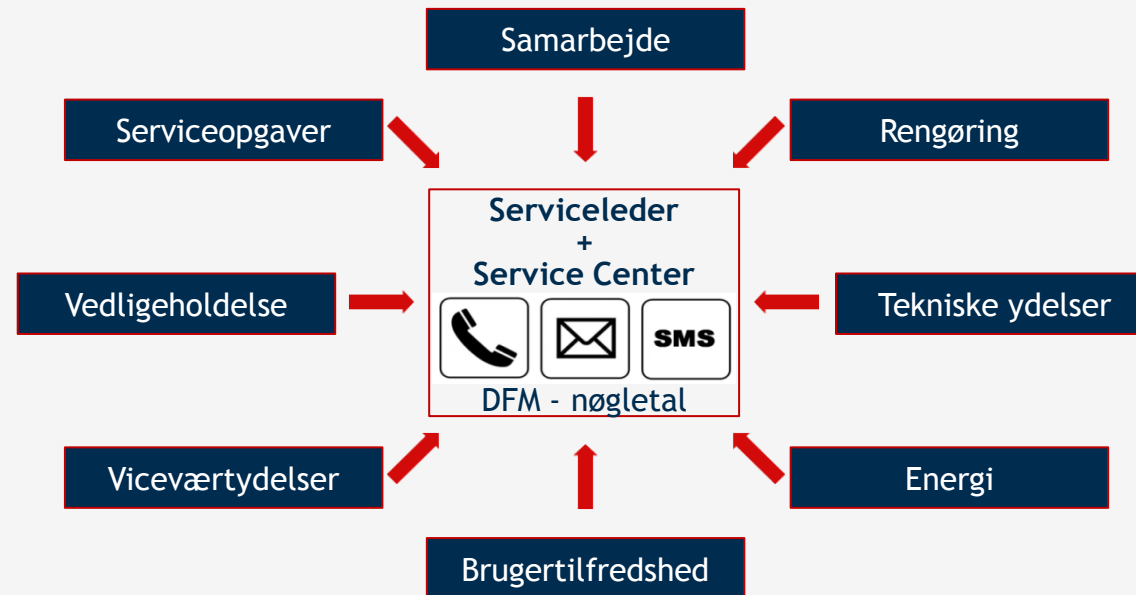 Samarbejde
Serviceopgaver
Rengøring
Serviceleder
+
Service Center
Vedligeholdelse
Tekniske ydelser
SMS
DFM - nøgletal
Viceværtydelser
Energi
Brugertilfredshed